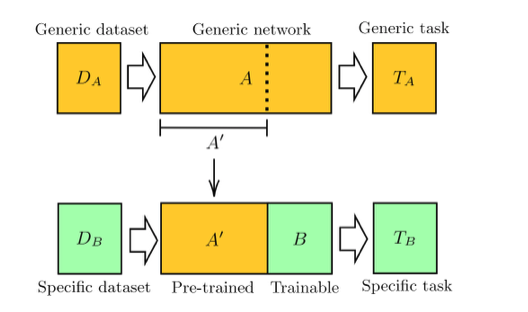 Generic dataset Generic network Generic task
D_A A T_A
A′
D_B A′ B T_B
Specific dataset Pre-trained Trainable Specific task